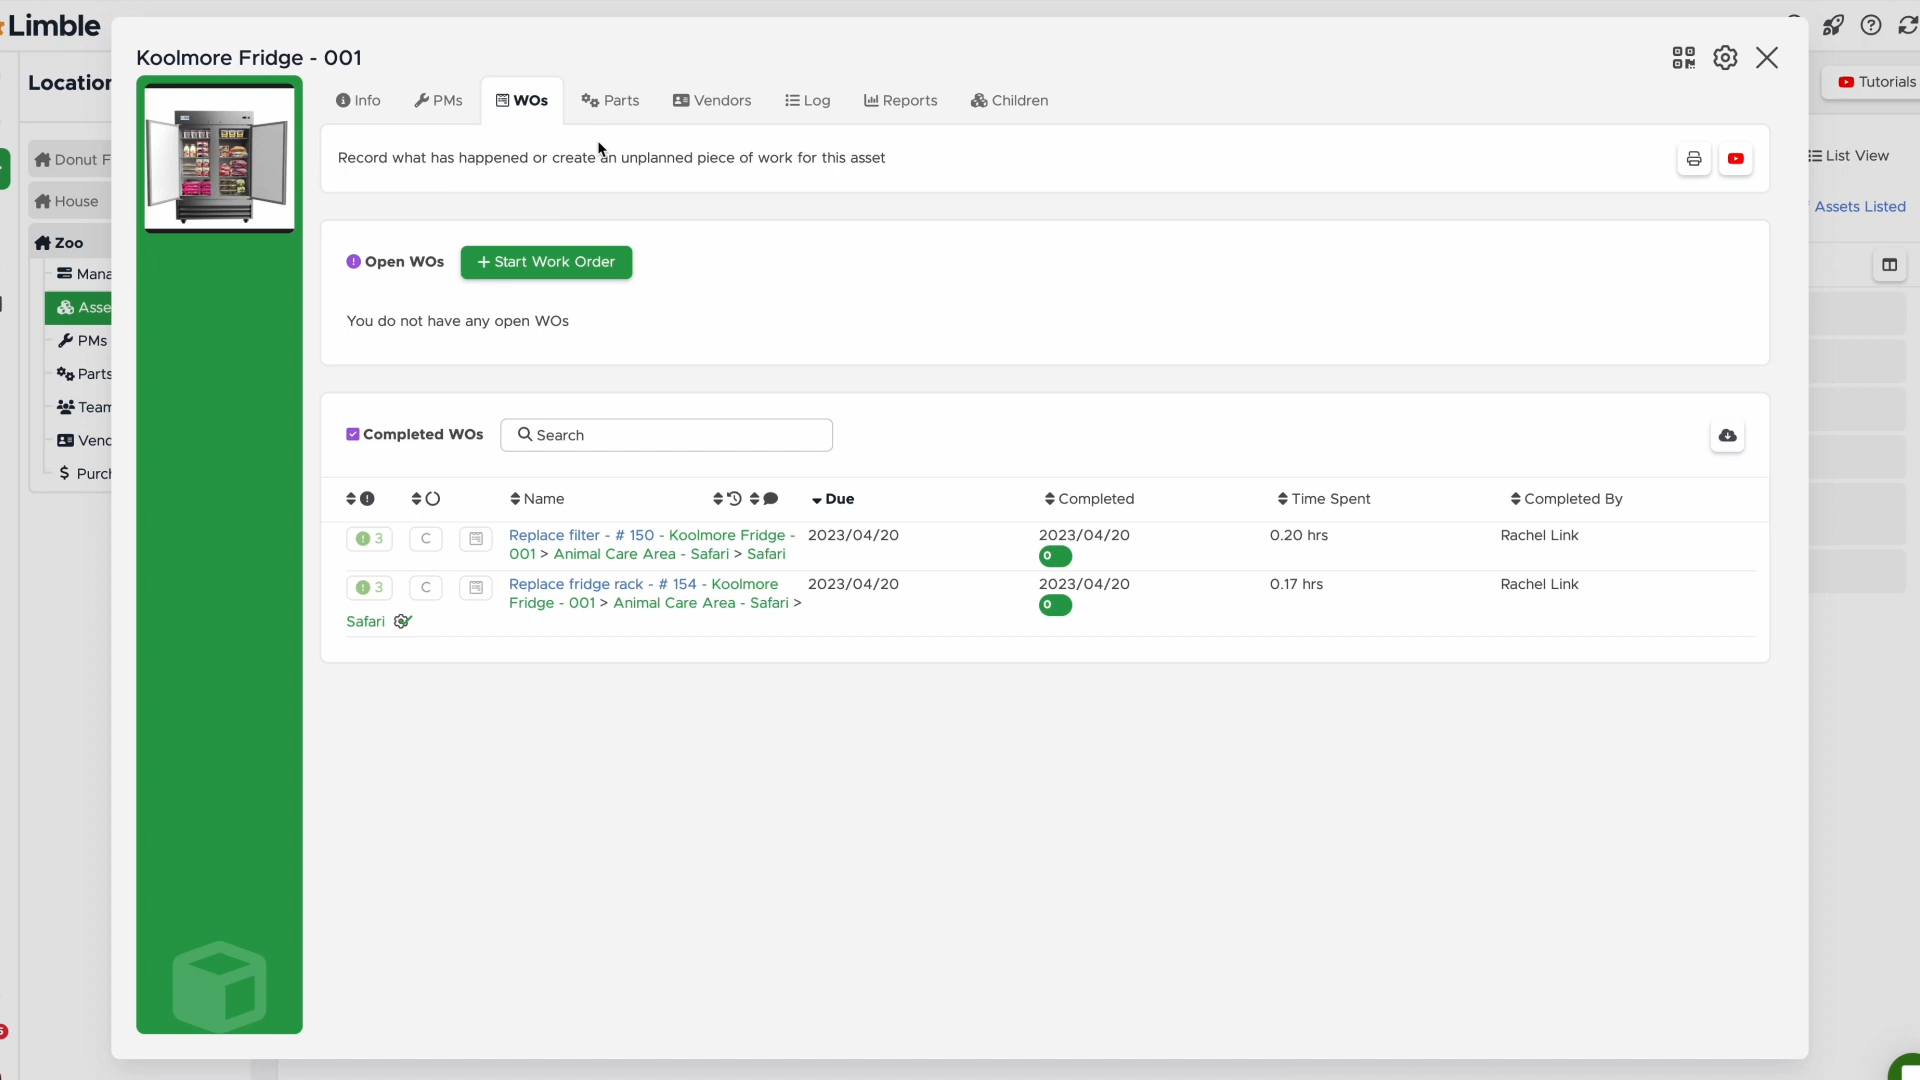 Limble
Koolmore Fridge - 001
Location
Tutorials
Info
PMs
WOs
Parts
Vendors
Log
Reports
Children
Donut F
Record what has happened or create an unplanned piece of work for this asset
List View
House
Assets Listed
Zoo
Open WOs
+ Start Work Order
Mana
Asse
You do not have any open WOs
PMs
Parts
Team
Completed WOs
Search
Vend
Purch
Name
Due
Completed
Time Spent
Completed By
3
C
Replace filter - # 150 - Koolmore Fridge -
001 > Animal Care Area - Safari > Safari
2023/04/20
2023/04/20
0
0.20 hrs
Rachel Link
3
C
Replace fridge rack - # 154 - Koolmore
Fridge - 001 > Animal Care Area - Safari >
Safari
2023/04/20
2023/04/20
0
0.17 hrs
Rachel Link